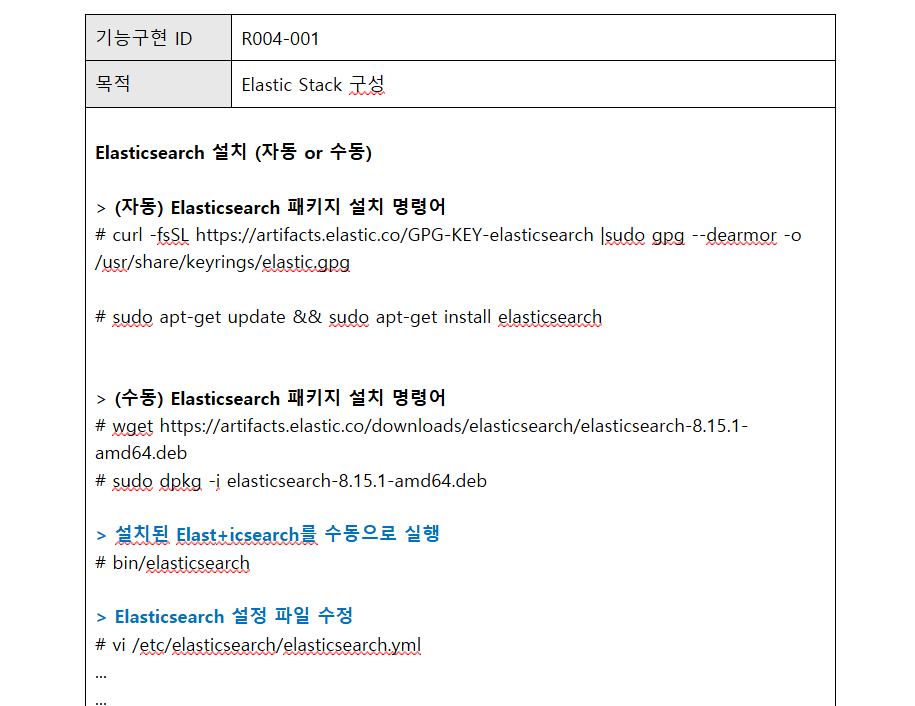 기능구현 ID
R004-001
목적
Elastic Stack 구성
Elasticsearch 설치 (자동 or 수동)
> (자동) Elasticsearch 패키지 설치 명령어
# curl -fsSL https://artifacts.elastic.co/GPG-KEY-elasticsearch |sudo gpg --dearmor -o
/usr/share/keyrings/elastic.gpg
# sudo apt-get update && sudo apt-get install elasticsearch
> (수동) Elasticsearch 패키지 설치 명령어
# wget https://artifacts.elastic.co/downloads/elasticsearch/elasticsearch-8.15.1-
amd64.deb
# sudo dpkg -i elasticsearch-8.15.1-amd64.deb
> 설치된 Elast+icsearch를 수동으로 실행
# bin/elasticsearch
> Elasticsearch 설정 파일 수정
# vi /etc/elasticsearch/elasticsearch.yml
...
...